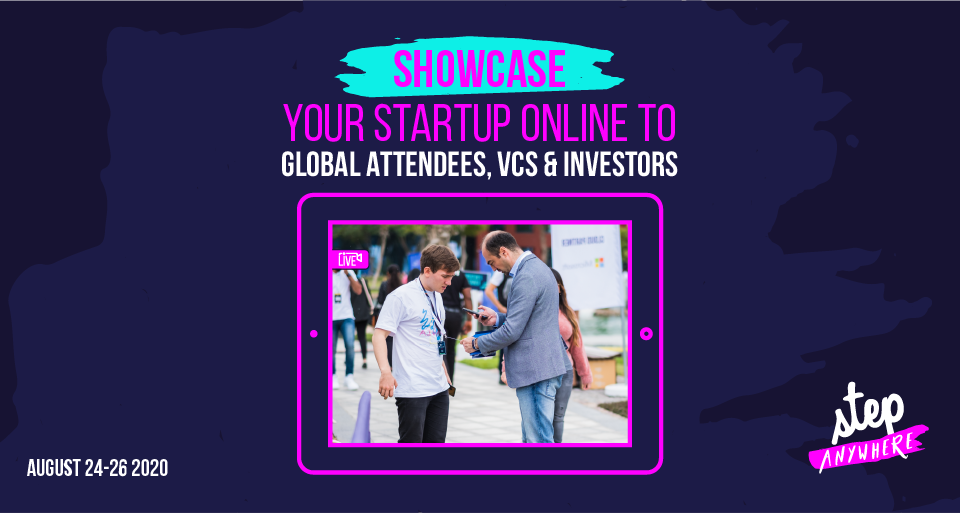 SHOWCASE
YOUR STARTUP ONLINE TO
GLOBAL ATTENDEES, VCS & INVESTORS
LIVE
AUGUST 24-26 2020
step
ANYWHERE